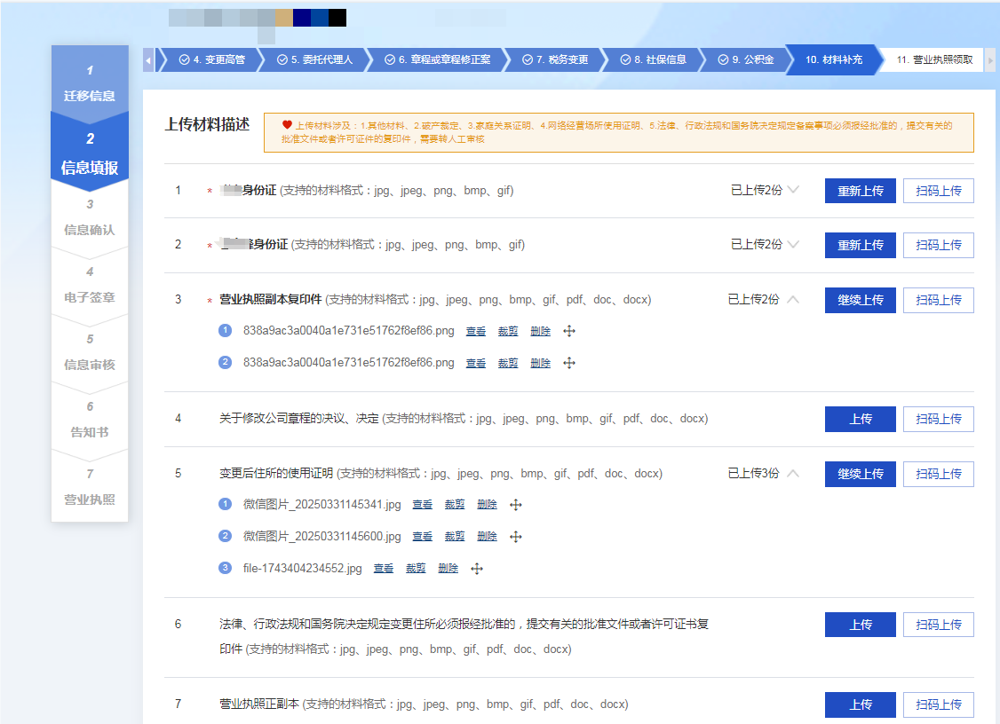 4. 变更高管 5. 委托代理人 6. 章程或章程修正案 7. 税务变更 8. 社保信息 9. 公积金 10. 材料补充 11. 营业执照领取
1
迁移信息
2
信息填报
3
信息确认
4
电子签章
5
信息审核
6
告知书
7
营业执照
上传材料描述
上传材料涉及：1.其他材料、2.破产裁定、3.家庭关系证明、4.网络经营场所使用证明、5.法律、行政法规和国务院决定规定备案事项必须报经批准的，提交有关的
批准文件或者许可证件的复印件，需要转人工审核
1 * 身份证 (支持的材料格式：jpg、jpeg、png、bmp、gif) 已上传2份 重新上传 扫码上传
2 * 身份证 (支持的材料格式：jpg、jpeg、png、bmp、gif) 已上传2份 重新上传 扫码上传
3 * 营业执照副本复印件 (支持的材料格式：jpg、jpeg、png、bmp、gif、pdf、doc、docx) 已上传2份 继续上传 扫码上传
1 838a9ac3a0040a1e731e51762f8ef86.png 查看 裁剪 删除
2 838a9ac3a0040a1e731e51762f8ef86.png 查看 裁剪 删除
4 关于修改公司章程的决议、决定 (支持的材料格式：jpg、jpeg、png、bmp、gif、pdf、doc、docx) 上传 扫码上传
5 变更后住所的使用证明 (支持的材料格式：jpg、jpeg、png、bmp、gif、pdf、doc、docx) 已上传3份 继续上传 扫码上传
1 微信图片_20250331145341.jpg 查看 裁剪 删除
2 微信图片_20250331145600.jpg 查看 裁剪 删除
3 file-1743404234552.jpg 查看 裁剪 删除
6 法律、行政法规和国务院决定规定变更住所必须报经批准的，提交有关的批准文件或者许可证书复 上传 扫码上传
印件 (支持的材料格式：jpg、jpeg、png、bmp、gif、pdf、doc、docx)
7 营业执照正副本 (支持的材料格式：jpg、jpeg、png、bmp、gif、pdf、doc、docx) 上传 扫码上传